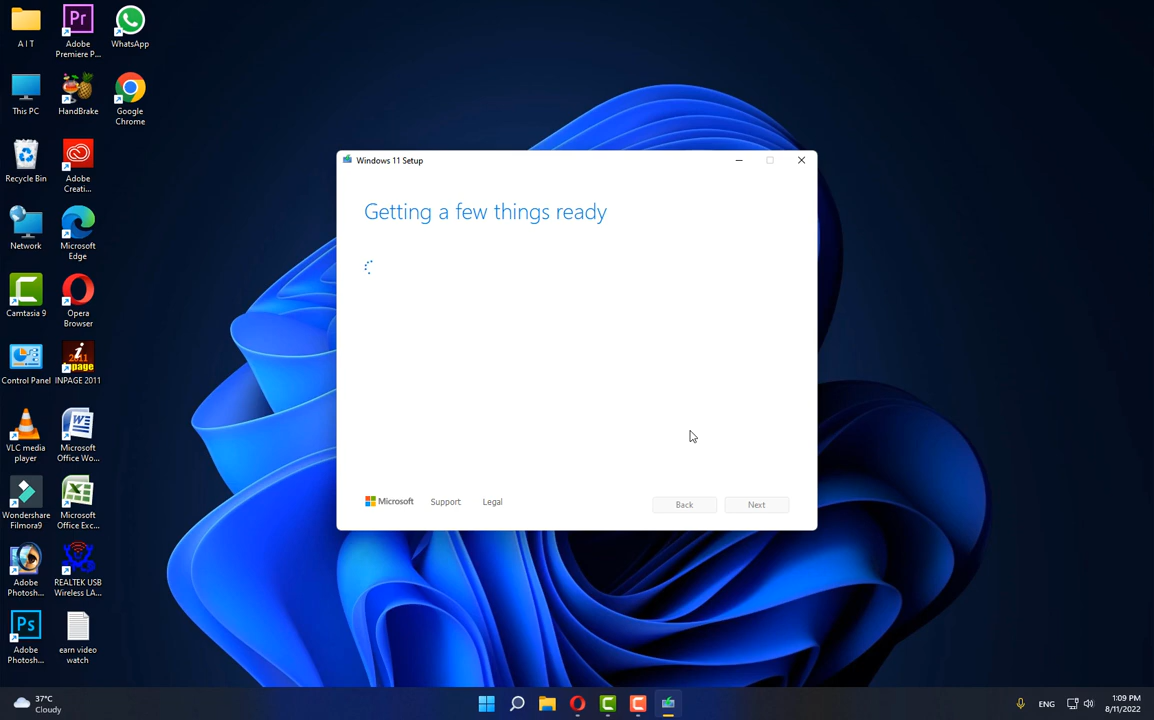 A I T
Adobe
Premiere P...
WhatsApp
This PC
HandBrake
Google
Chrome
Recycle Bin
Adobe
Creati...
Network
Microsoft
Edge
Camtasia 9
Opera
Browser
Control Panel
2011
inpage
INPAGE 2011
VLC media
player
Microsoft
Office Wo...
Wondershare
Filmora9
Microsoft
Office Exc...
Adobe
Photosh...
REALTEK USB
Wireless LA...
Adobe
Photosh...
earn video
watch
Windows 11 Setup
Getting a few things ready
Microsoft
Support
Legal
Back
Next
37°C
Cloudy
ENG
1:09 PM
8/11/2022